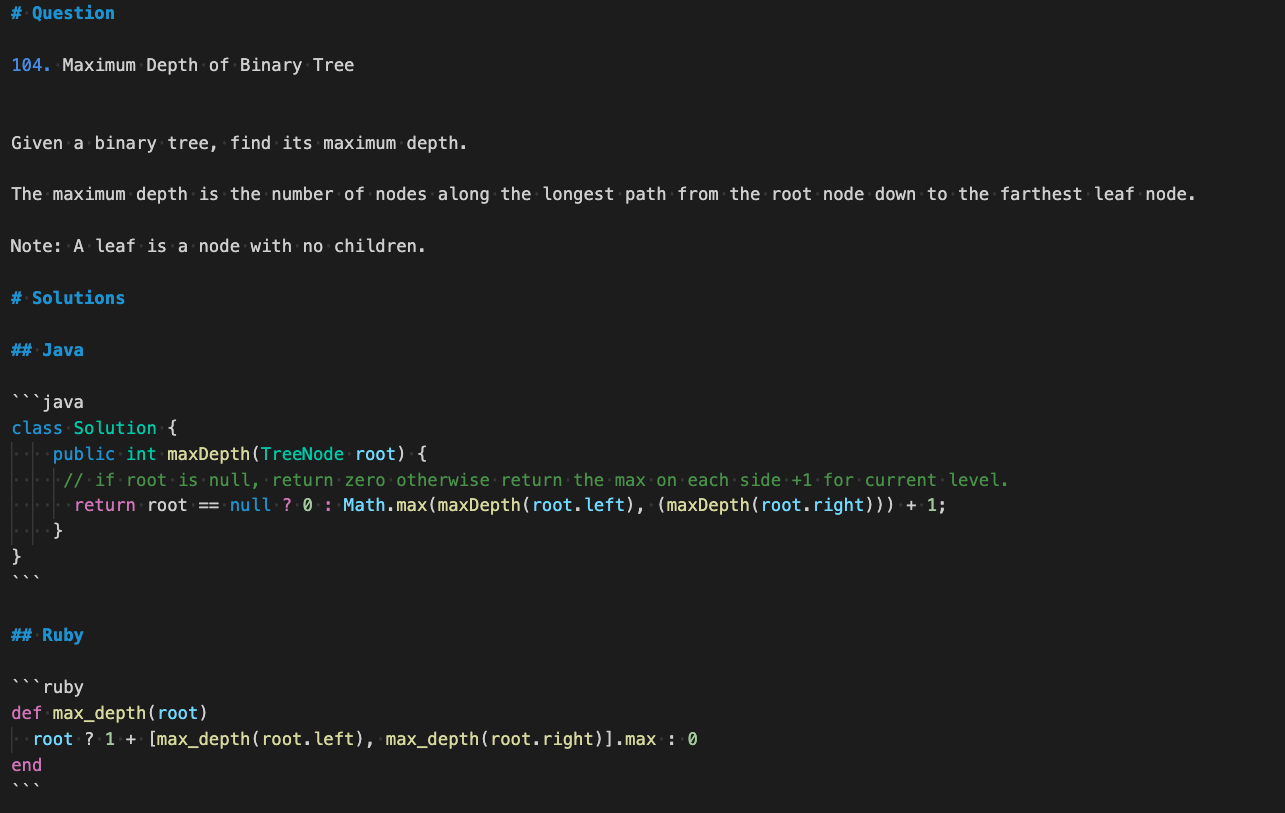 # Question
104. Maximum Depth of Binary Tree
Given a binary tree, find its maximum depth.
The maximum depth is the number of nodes along the longest path from the root node down to the farthest leaf node.
Note: A leaf is a node with no children.
# Solutions
## Java
```java
class Solution {
    public int maxDepth(TreeNode root) {
     // if root is null, return zero otherwise return the max on each side +1 for current level.
      return root == null ? 0 : Math.max(maxDepth(root.left), (maxDepth(root.right))) + 1;
    }
}
```
## Ruby
```ruby
def max_depth(root)
  root ? 1 + [max_depth(root.left), max_depth(root.right)].max : 0
end
```